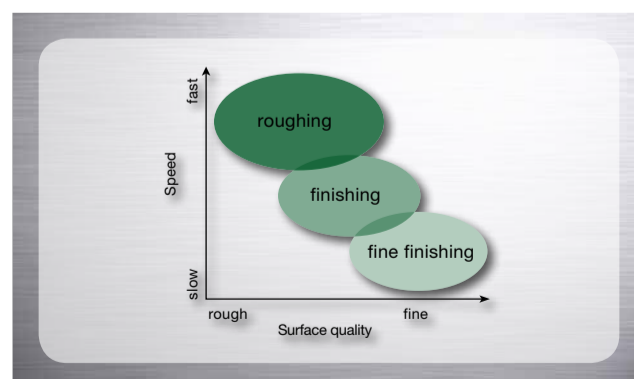 fast
roughing
Speed
finishing
fine finishing
slow
rough
fine
Surface quality